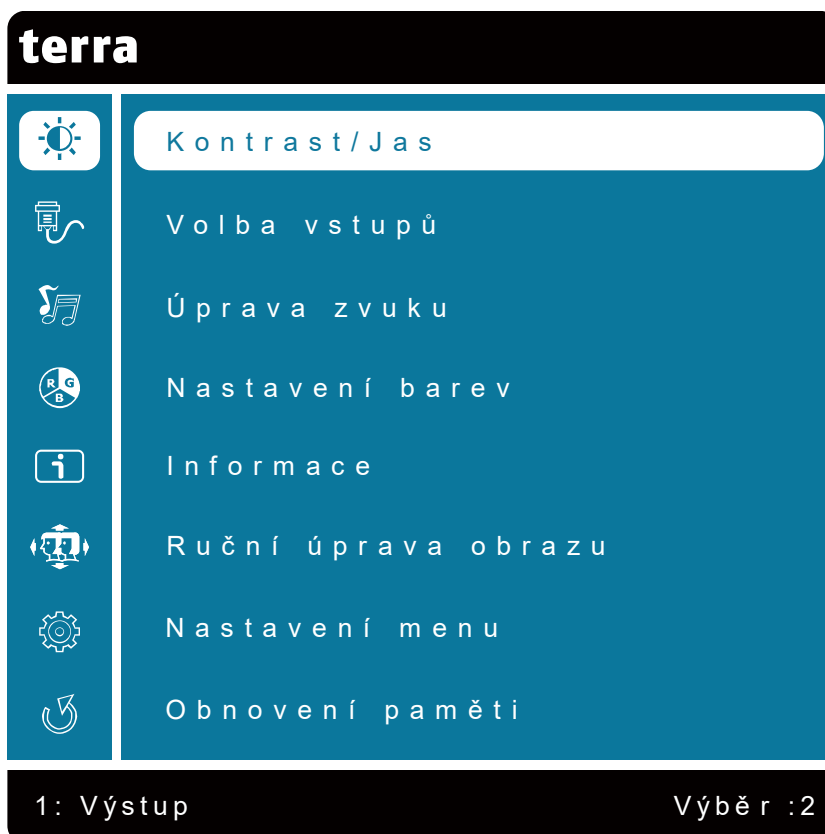 terra
Kontrast/Jas
Volba vstupů
Úprava zvuku
R G
B
Nastavení barev
Informace
Ruční úprava obrazu
Nastavení menu
Obnovení paměti
1: Výstup Výběr :2